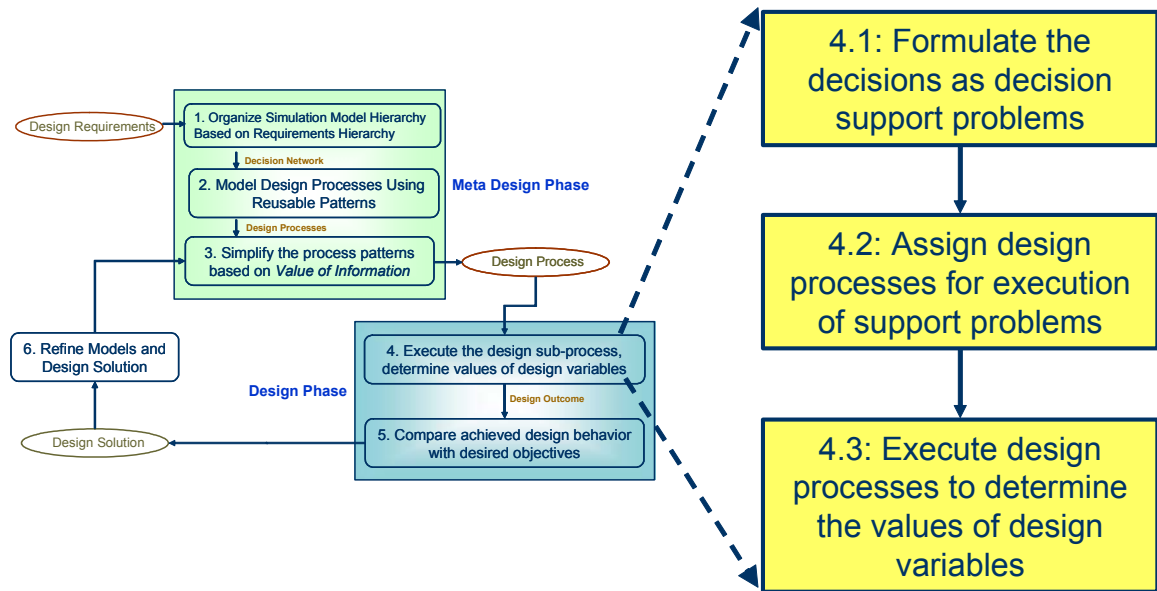 Design Requirements
1. Organize Simulation Model Hierarchy
Based on Requirements Hierarchy
Decision Network
2. Model Design Processes Using
Reusable Patterns
Meta Design Phase
Design Processes
3. Simplify the process patterns
based on Value of Information
Design Process
6. Refine Models and
Design Solution
4. Execute the design sub-process,
determine values of design variables
Design Phase
Design Outcome
5. Compare achieved design behavior
with desired objectives
Design Solution
4.1: Formulate the
decisions as decision
support problems
4.2: Assign design
processes for execution
of support problems
4.3: Execute design
processes to determine
the values of design
variables